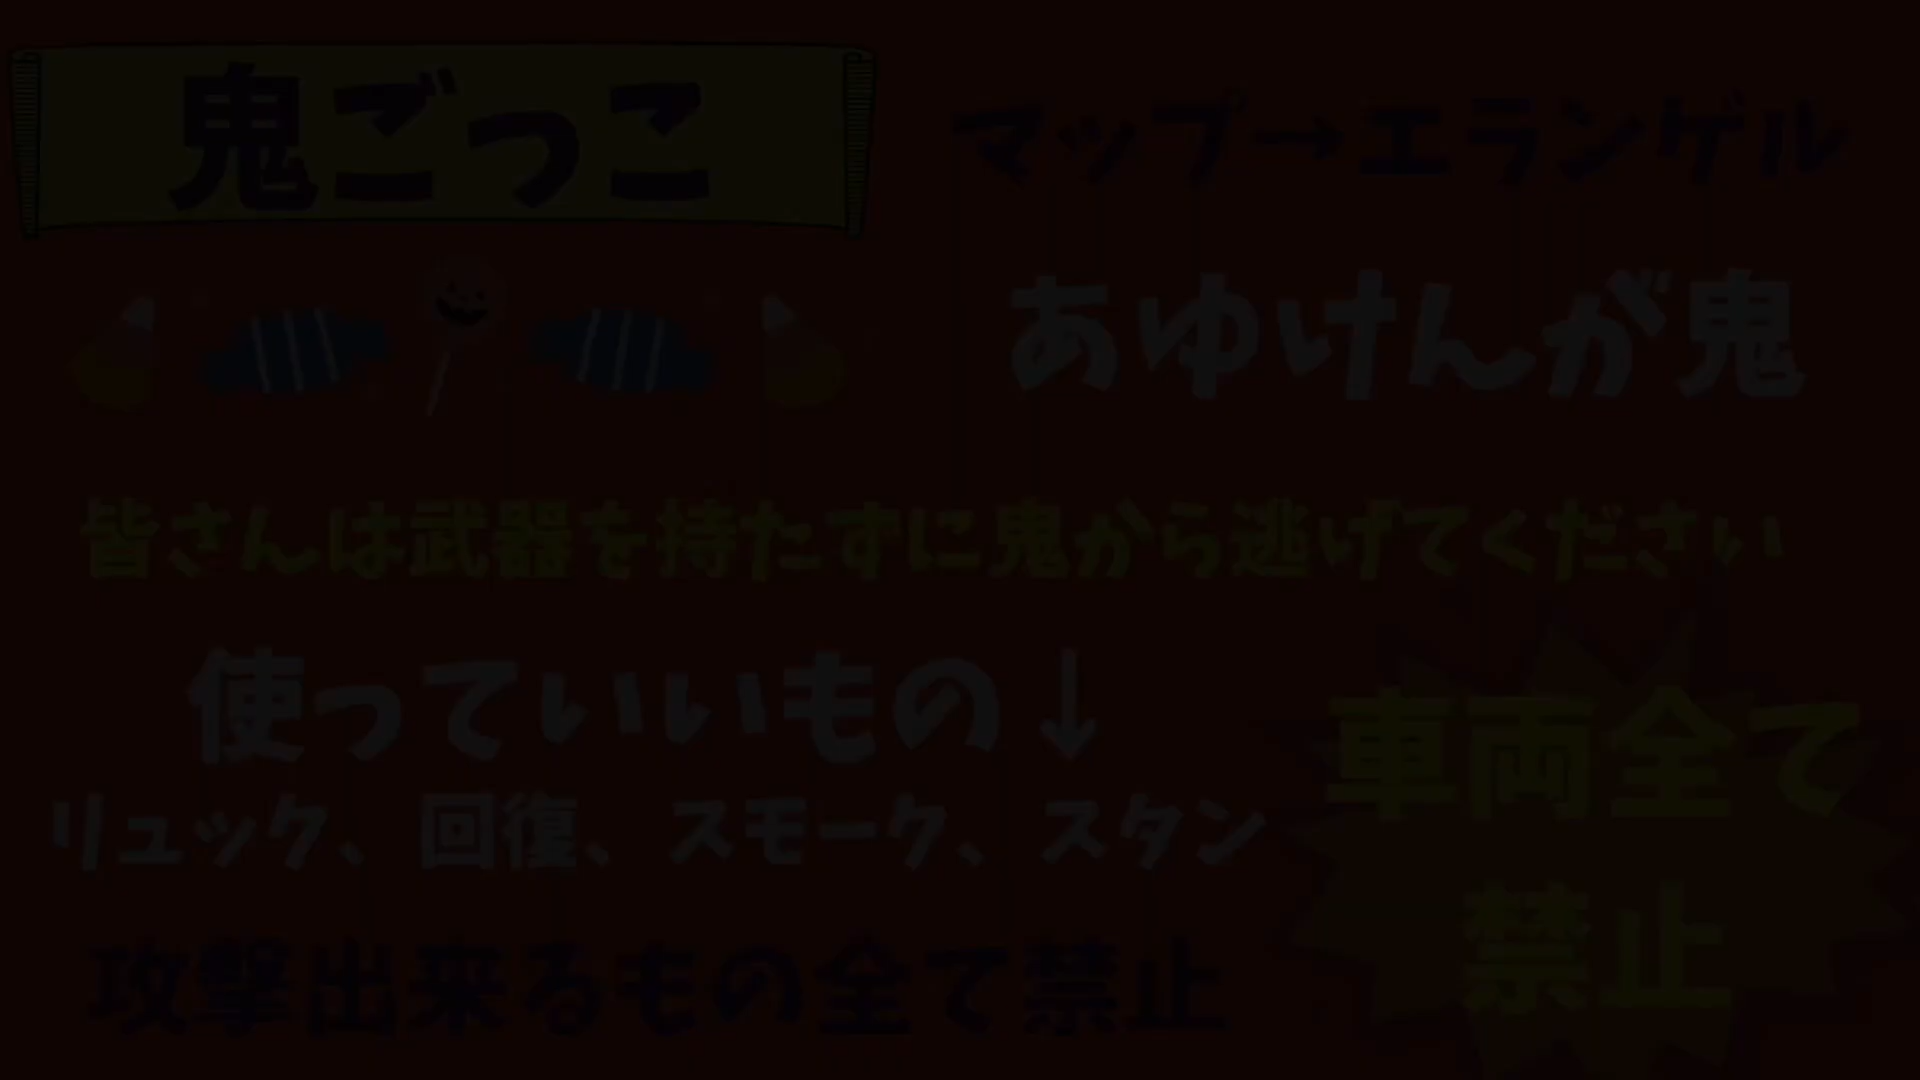 鬼ごっこ
マップ→エランゲル
あゆけんが鬼
皆さんは武器を持たずに鬼から逃げてください
使っていいもの↓
リュック、回復、スモーク、スタン
車両全て
禁止
攻撃出来るもの全て禁止